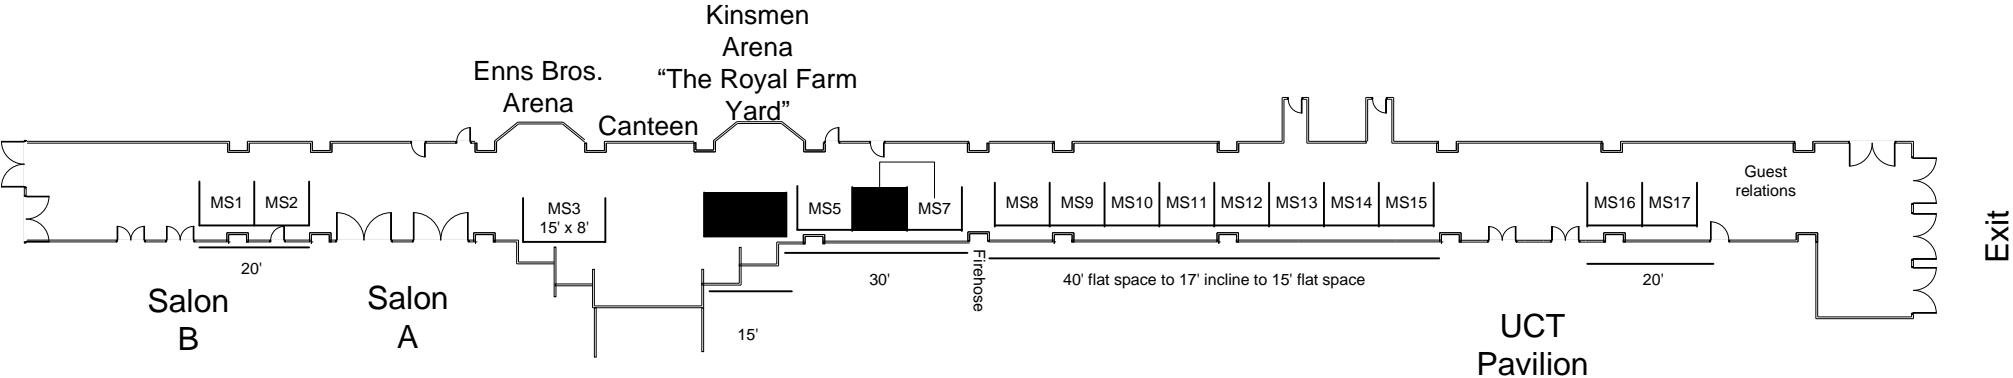 Kinsmen
Arena
“The Royal Farm
Yard”
Enns Bros.
Arena
Canteen
Guest
relations
MS1
MS2
MS3
15' x 8'
MS5
MS7
MS8
MS9
MS10
MS11
MS12
MS13
MS14
MS15
MS16
MS17
Exit
20'
30'
Firehose
40' flat space to 17' incline to 15' flat space
20'
Salon
B
Salon
A
15'
UCT
Pavilion